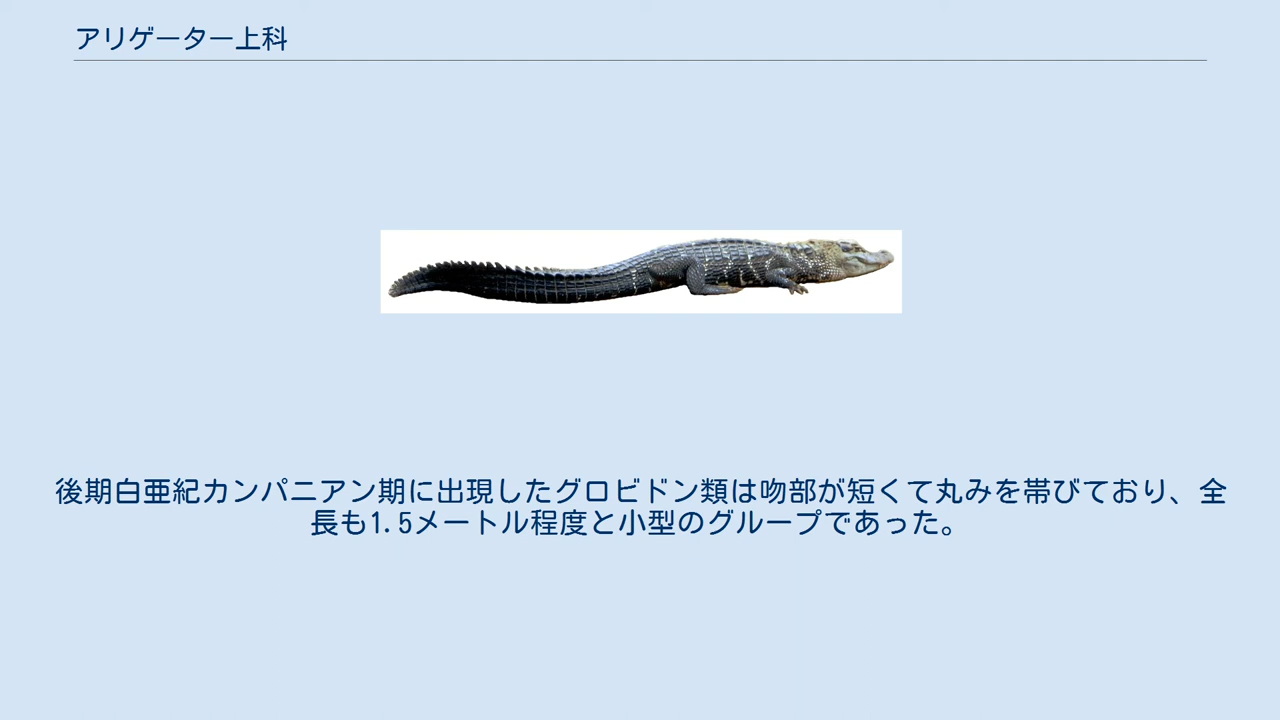 アリゲーター上科
後期白亜紀カンパニアン期に出現したグロビドン類は吻部が短くて丸みを帯びており、全
長も1.5メートル程度と小型のグループであった。